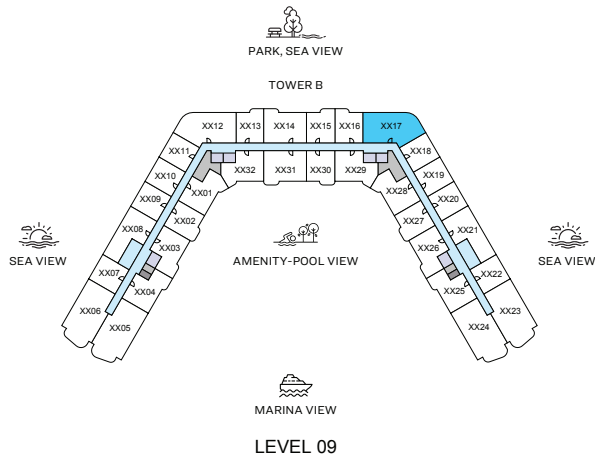 PARK, SEA VIEW
TOWER B
XX12
XX13
XX14
XX15
XX16
XX17
XX11
XX32
XX31
XX30
XX29
XX18
XX10
XX01
XX28
XX19
XX09
XX02
XX27
XX20
XX08
XX03
XX26
XX21
SEA VIEW
AMENITY-POOL VIEW
SEA VIEW
XX07
XX04
XX25
XX22
XX06
XX05
XX24
XX23
MARINA VIEW
LEVEL 09